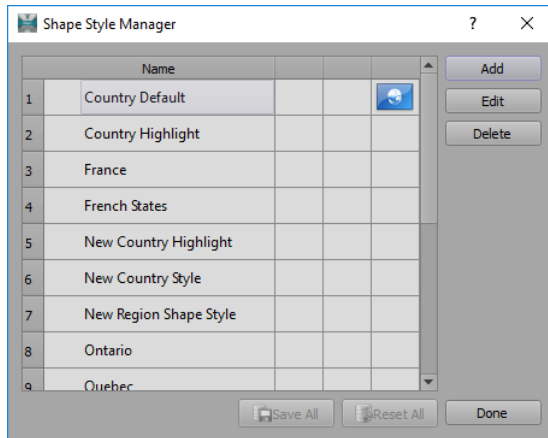 Shape Style Manager
?
Name
Add
1 Country Default
Edit
2 Country Highlight
Delete
3 France
4 French States
5 New Country Highlight
6 New Country Style
7 New Region Shape Style
8 Ontario
9 Quebec
Save All Reset All Done